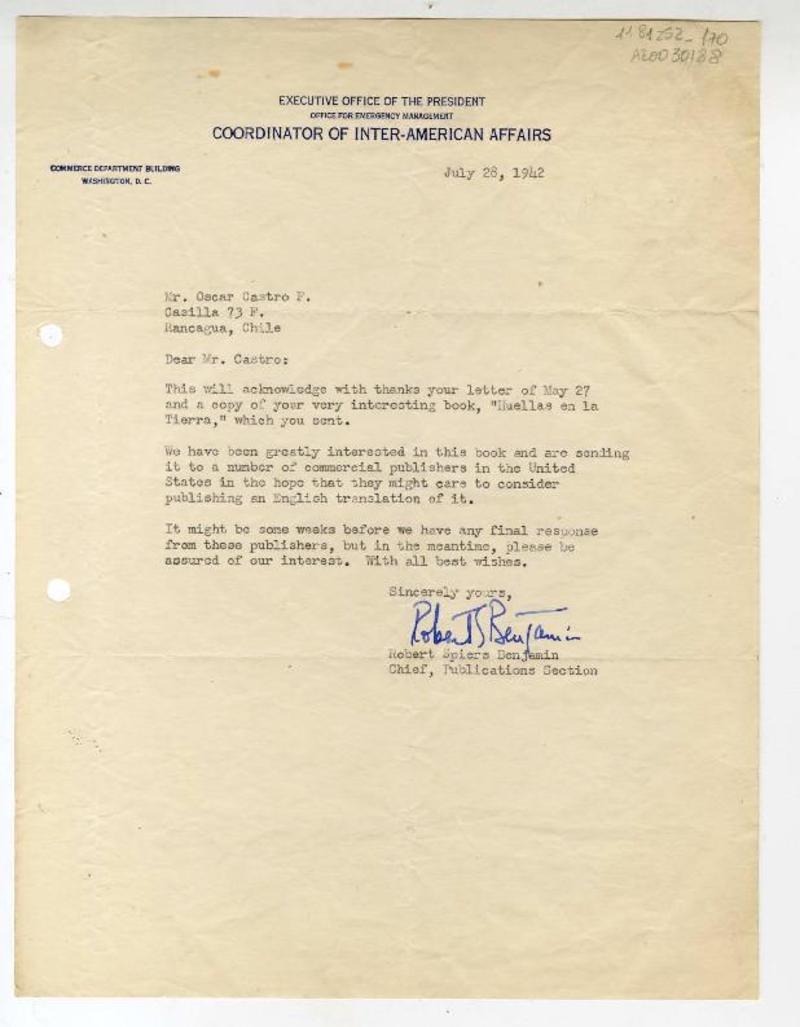 1181252_170
AE0030188
EXECUTIVE OFFICE OF THE PRESIDENT
OFFICE FOR EMERGENCY MANAGEMENT
COORDINATOR OF INTER-AMERICAN AFFAIRS
COMMERCE DEPARTMENT BUILDING
WASHINGTON, D. C.
July 28, 1942
Mr. Oscar Castro F.
Casilla 73 F.
Rancagua, Chile
Dear Mr. Castro:
This will acknowledge with thanks your letter of May 27
and a copy of your very interesting book, "Huellas en la
Tierra," which you sent.
We have been greatly interested in this book and are sending
it to a number of commercial publishers in the United
States in the hope that they might care to consider
publishing an English translation of it.
It might be some weeks before we have any final response
from these publishers, but in the meantime, please be
assured of our interest. With all best wishes.
Sincerely yours,
Robert S Benjamin
Robert Spiers Benjamin
Chief, Publications Section